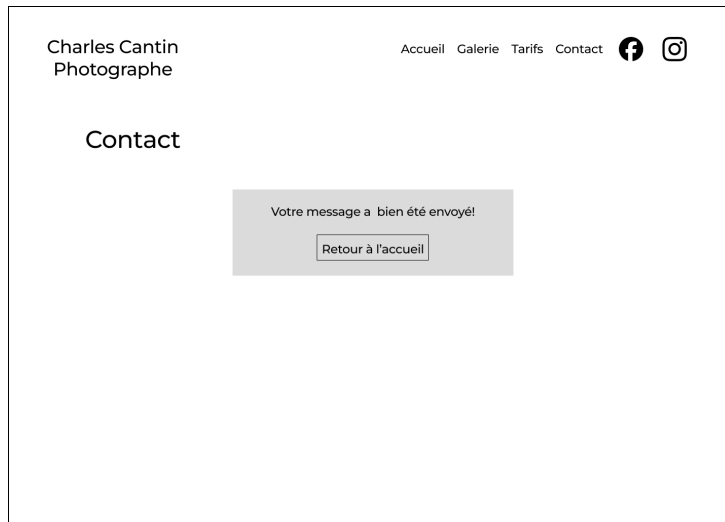 Charles Cantin
Photographe
Accueil Galerie Tarifs Contact
Contact
Votre message a  bien été envoyé!
Retour à l’accueil